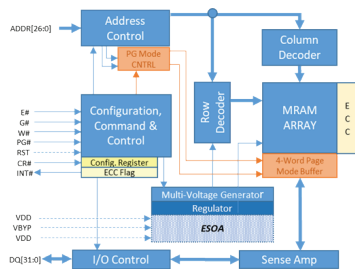 ADDR[26:0]
Address
Control
PG Mode
CNTRL
Column
Decoder
Row
Decoder
MRAM
ARRAY
E
C
C
E#
G#
W#
PG#
RST
CR#
INT#
Configuration,
Command &
Control
Config. Register
ECC Flag
4-Word Page
Mode Buffer
Multi-Voltage Generator
Regulator
ESOA
VDD
VBYP
VDD
DQ[31:0]
I/O Control
Sense Amp